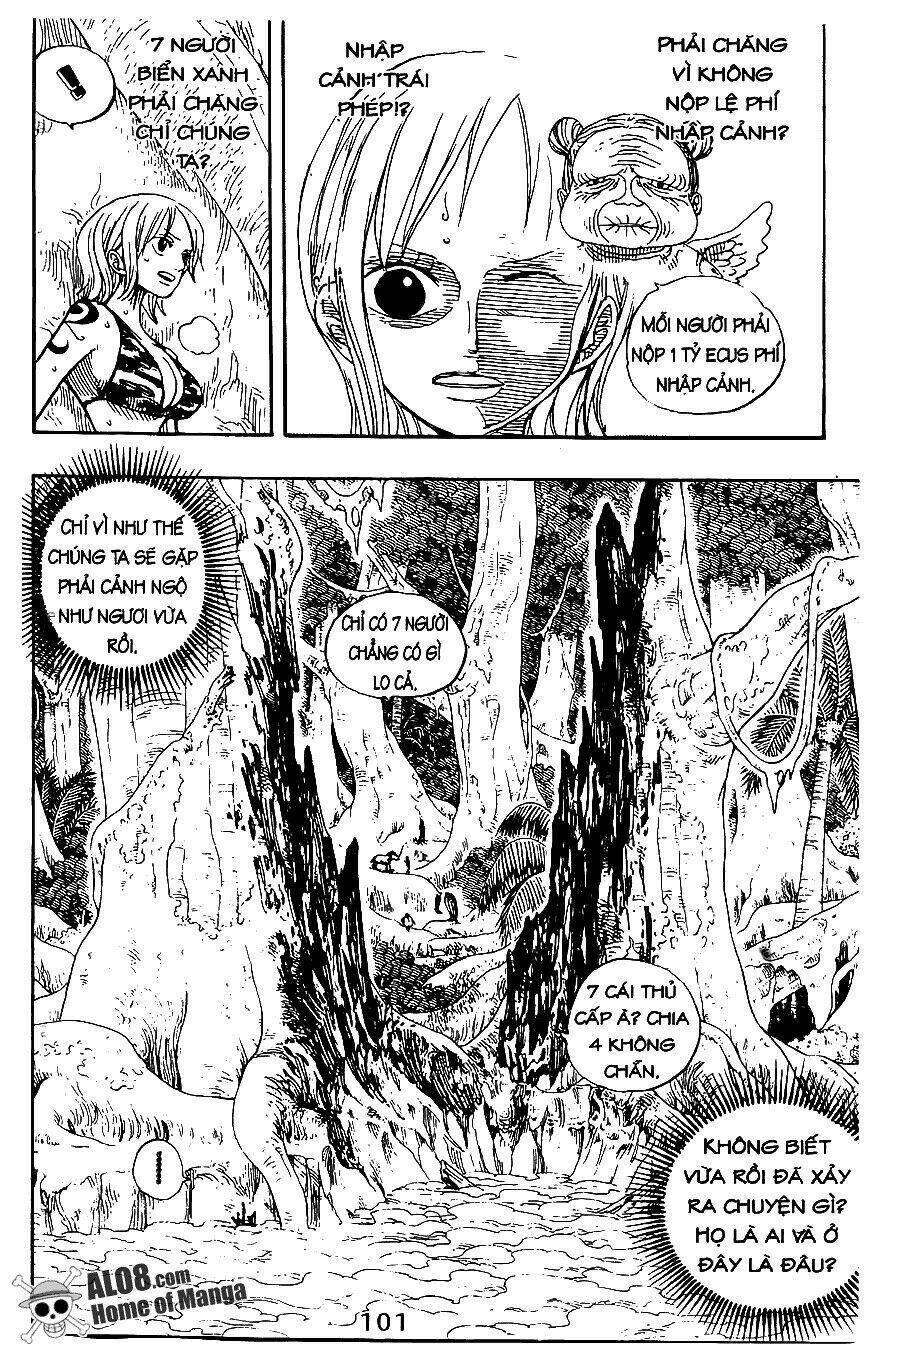 PHẢI CHĂNG
VÌ KHÔNG
NỘP LỆ PHÍ
NHẬP CẢNH?
NHẬP
CẢNH TRÁI
PHÉP!?
MỖI NGƯỜI PHẢI
NỘP 1 TỶ ECUS PHÍ
NHẬP CẢNH.
7 NGƯỜI
BIỂN XANH
PHẢI CHĂNG
CHỈ CHÚNG
TA?
!
CHỈ VÌ NHƯ THẾ
CHÚNG TA SẼ GẶP
PHẢI CẢNH NGỘ
NHƯ NGƯƠI VỪA
RỒI.
CHỈ CÓ 7 NGƯỜI
CHẲNG CÓ GÌ
LO CẢ.
7 CÁI THỦ
CẤP À? CHIA
4 KHÔNG
CHẴN.
!
KHÔNG BIẾT
VỪA RỒI ĐÃ XẢY
RA CHUYỆN GÌ?
HỌ LÀ AI VÀ Ở
ĐÂY LÀ ĐÂU?
ALO8.com
Home of Manga
101